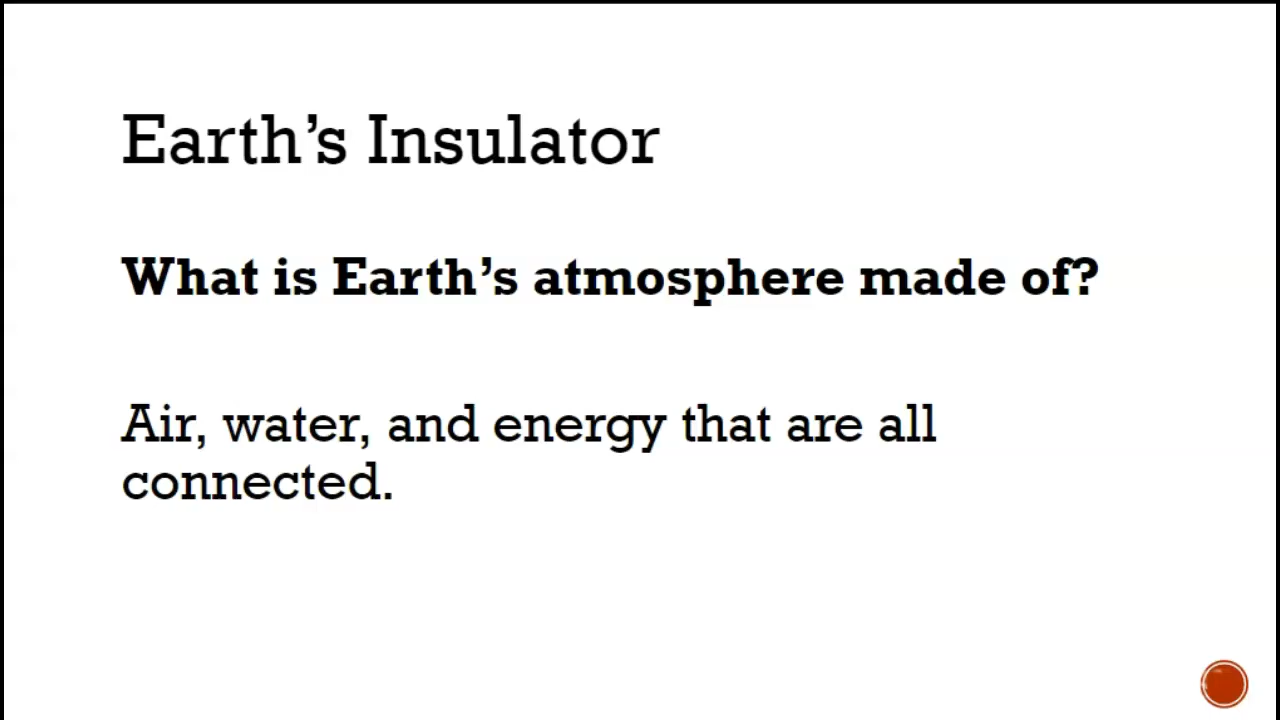 Earth’s Insulator
What is Earth’s atmosphere made of?
Air, water, and energy that are all
connected.